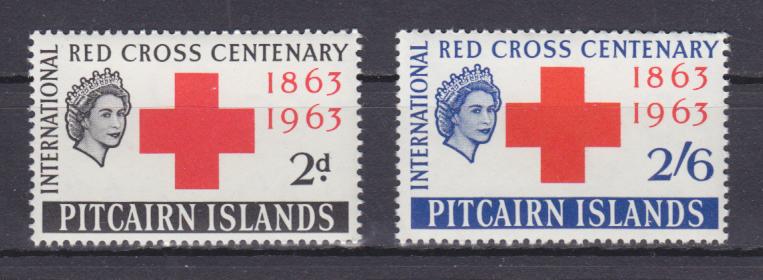 INTERNATIONAL
RED CROSS CENTENARY
1863
1963
2d
PITCAIRN ISLANDS
INTERNATIONAL
RED CROSS CENTENARY
1863
1963
2/6
PITCAIRN ISLANDS